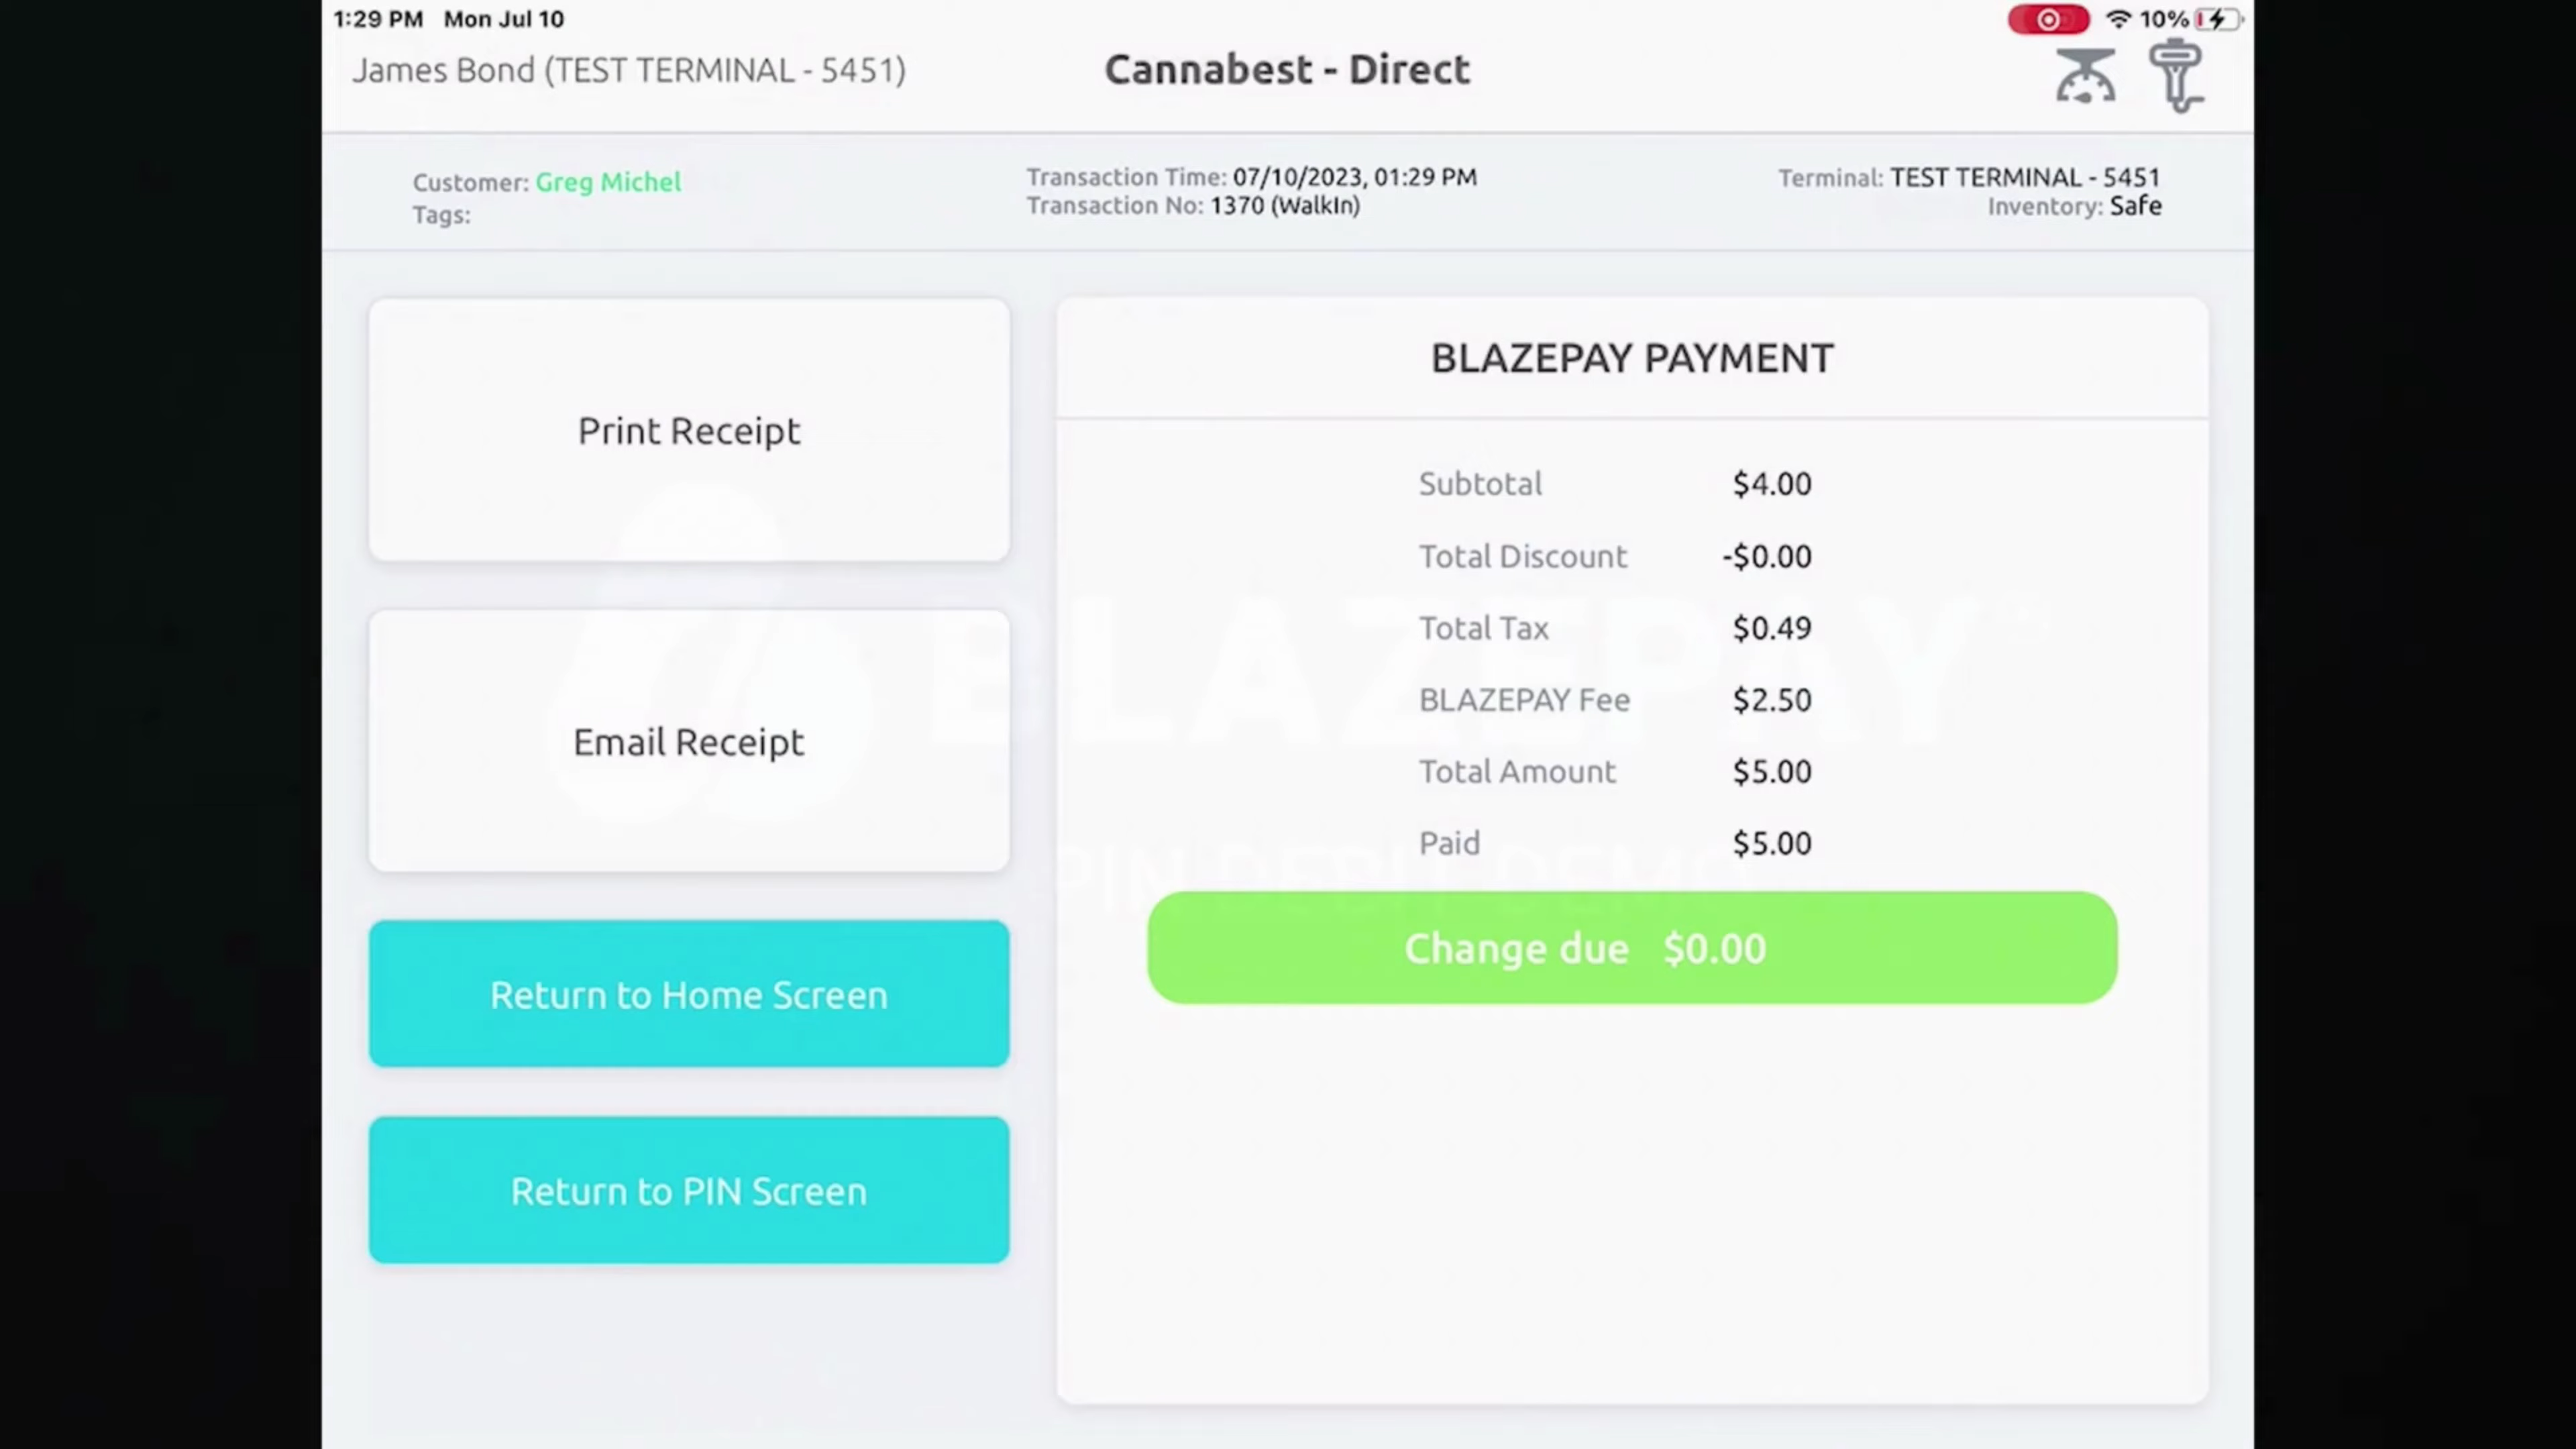 1:29 PM Mon Jul 10
10%
James Bond (TEST TERMINAL - 5451)
Cannabest - Direct
Customer: Greg Michel
Tags:
Transaction Time: 07/10/2023, 01:29 PM
Transaction No: 1370 (WalkIn)
Terminal: TEST TERMINAL - 5451
Inventory: Safe
Print Receipt
Email Receipt
Return to Home Screen
Return to PIN Screen
BLAZEPAY PAYMENT
Subtotal $4.00
Total Discount -$0.00
Total Tax $0.49
BLAZEPAY Fee $2.50
Total Amount $5.00
Paid $5.00
Change due $0.00
BLAZEPAY
PIN DEBIT DEMO